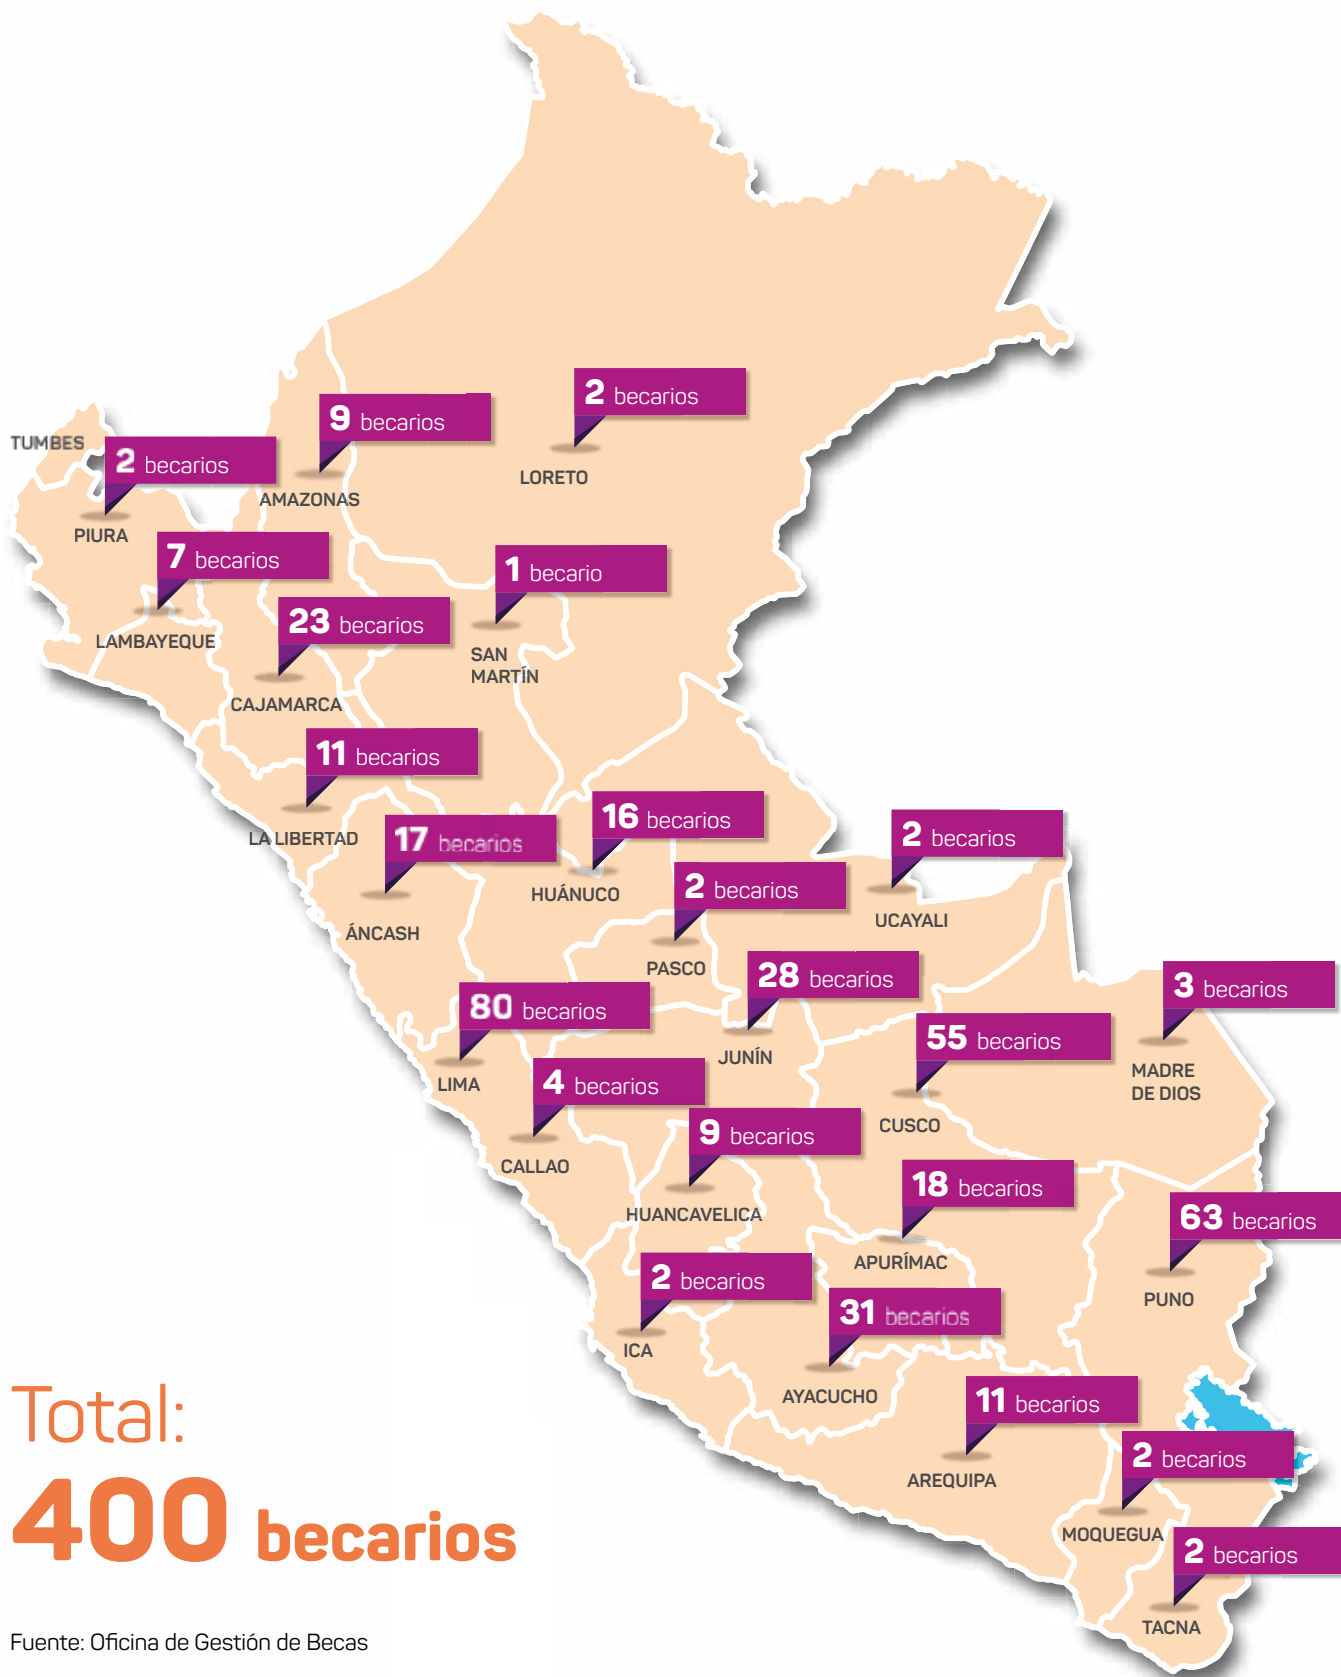 2 becarios
LORETO
9 becarios
AMAZONAS
TUMBES
2 becarios
PIURA
7 becarios
LAMBAYEQUE
1 becario
SAN
MARTÍN
23 becarios
CAJAMARCA
11 becarios
LA LIBERTAD
17 becarios
ÁNCASH
16 becarios
HUÁNUCO
2 becarios
UCAYALI
2 becarios
PASCO
28 becarios
JUNÍN
3 becarios
MADRE
DE DIOS
80 becarios
LIMA
55 becarios
CUSCO
4 becarios
CALLAO
9 becarios
HUANCAVELICA
18 becarios
APURÍMAC
63 becarios
PUNO
2 becarios
ICA
31 becarios
AYACUCHO
11 becarios
AREQUIPA
2 becarios
MOQUEGUA
2 becarios
TACNA
Total:
400 becarios
Fuente: Oficina de Gestión de Becas